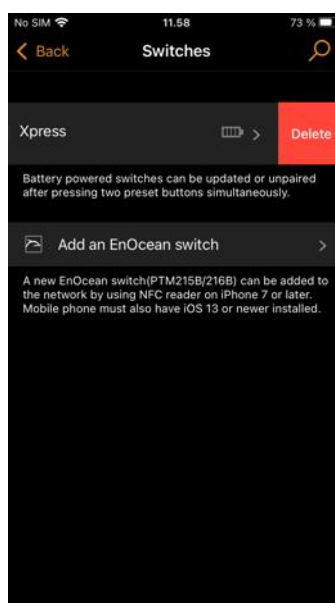 No SIM 11.58 73 %
Back Switches
Xpress Delete
Battery powered switches can be updated or unpaired
after pressing two preset buttons simultaneously.
Add an EnOcean switch
A new EnOcean switch(PTM215B/216B) can be added to
the network by using NFC reader on iPhone 7 or later.
Mobile phone must also have iOS 13 or newer installed.